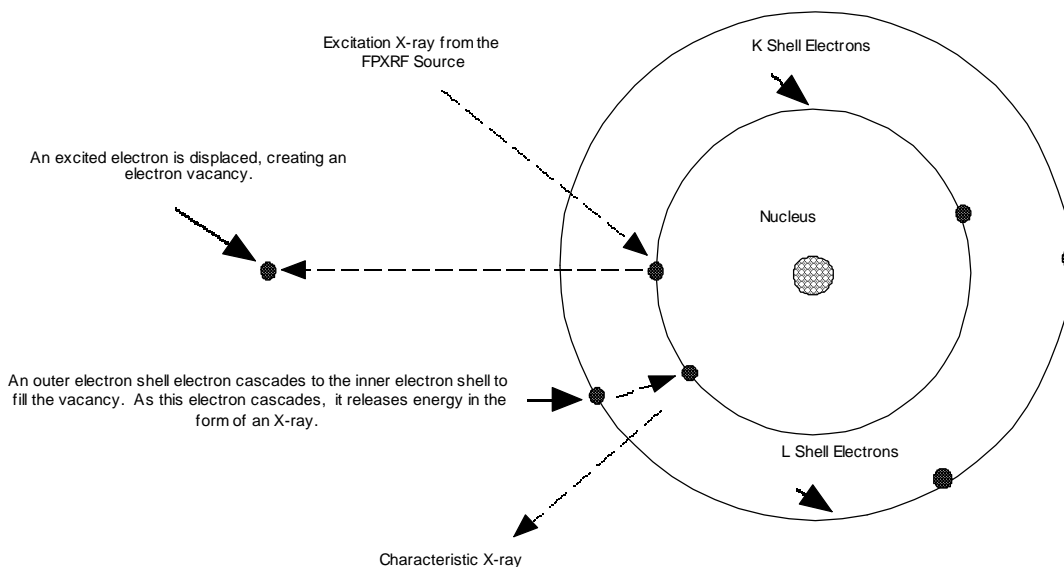 Excitation X-ray from the
FPXRF Source
K Shell Electrons
An excited electron is displaced, creating an
electron vacancy.
Nucleus
An outer electron shell electron cascades to the inner electron shell to
fill the vacancy. As this electron cascades, it releases energy in the
form of an X-ray.
L Shell Electrons
Characteristic X-ray